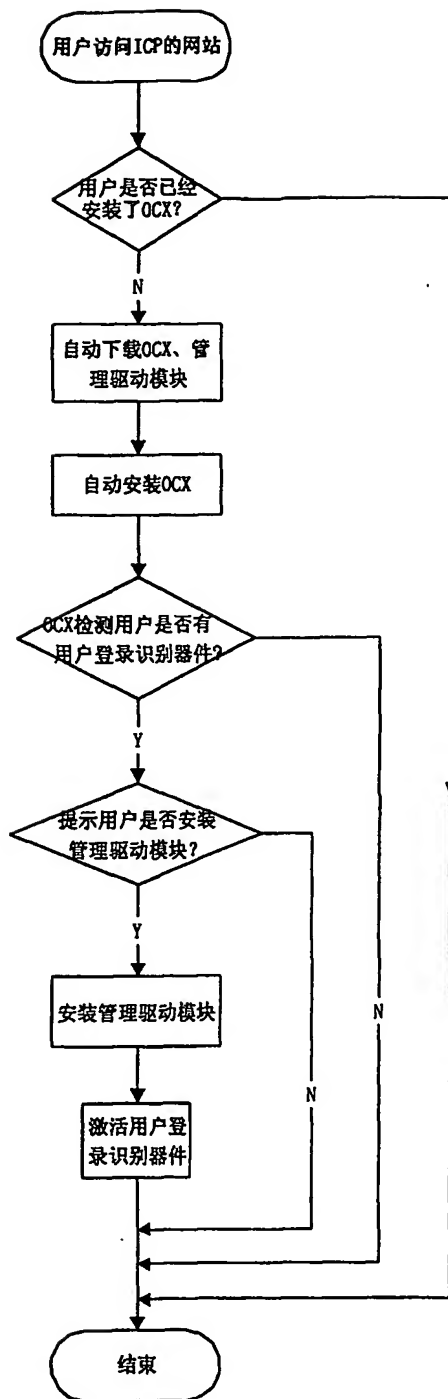 用户访问ICP的网站
用户是否已经
安装了OCX?
N
自动下载OCX、管
理驱动模块
自动安装OCX
OCX检测用户是否有
用户登录识别器件?
Y
提示用户是否安装
管理驱动模块?
Y
安装管理驱动模块
N
N
激活用户登
录识别器件
结束